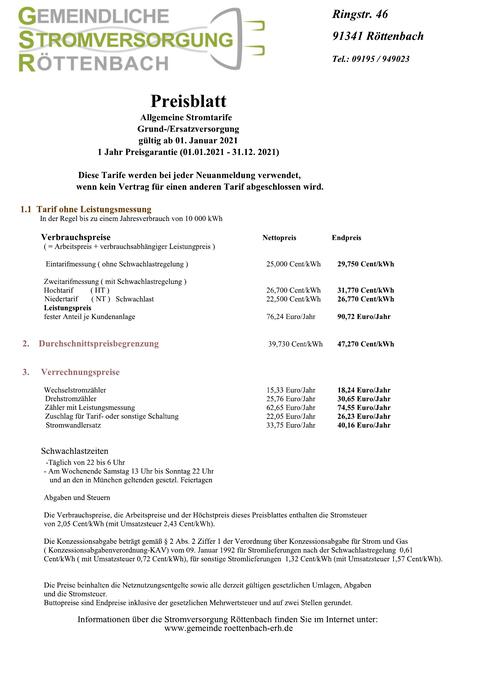 GEMEINDLICHE
STROMVERSORGUNG
RÖTTENBACH
Ringstr. 46
91341 Röttenbach
Tel.: 09195 / 949023
Preisblatt
Allgemeine Stromtarife
Grund-/Ersatzversorgung
gültig ab 01. Januar 2021
1 Jahr Preisgarantie (01.01.2021 - 31.12. 2021)
Diese Tarife werden bei jeder Neuanmeldung verwendet,
wenn kein Vertrag für einen anderen Tarif abgeschlossen wird.
1.1 Tarif ohne Leistungsmessung
In der Regel bis zu einem Jahresverbrauch von 10 000 kWh
Verbrauchspreise Nettopreis Endpreis
( = Arbeitspreis + verbrauchsabhängiger Leistungpreis )
Eintarifmessung ( ohne Schwachlastregelung ) 25,000 Cent/kWh 29,750 Cent/kWh
Zweitarifmessung ( mit Schwachlastregelung )
Hochtarif ( HT ) 26,700 Cent/kWh 31,770 Cent/kWh
Niedertarif ( NT ) Schwachlast 22,500 Cent/kWh 26,770 Cent/kWh
Leistungspreis
fester Anteil je Kundenanlage 76,24 Euro/Jahr 90,72 Euro/Jahr
2. Durchschnittspreisbegrenzung 39,730 Cent/kWh 47,270 Cent/kWh
3. Verrechnungspreise
Wechselstromzähler 15,33 Euro/Jahr 18,24 Euro/Jahr
Drehstromzähler 25,76 Euro/Jahr 30,65 Euro/Jahr
Zähler mit Leistungsmessung 62,65 Euro/Jahr 74,55 Euro/Jahr
Zuschlag für Tarif- oder sonstige Schaltung 22,05 Euro/Jahr 26,23 Euro/Jahr
Stromwandlersatz 33,75 Euro/Jahr 40,16 Euro/Jahr
Schwachlastzeiten
-Täglich von 22 bis 6 Uhr
- Am Wochenende Samstag 13 Uhr bis Sonntag 22 Uhr
und an den in München geltenden gesetzl. Feiertagen
Abgaben und Steuern
Die Verbrauchspreise, die Arbeitspreise und der Höchstpreis dieses Preisblattes enthalten die Stromsteuer
von 2,05 Cent/kWh (mit Umsatzsteuer 2,43 Cent/kWh).
Die Konzessionsabgabe beträgt gemäß § 2 Abs. 2 Ziffer 1 der Verordnung über Konzessionsabgabe für Strom und Gas
( Konzessionsabgabenverordnung-KAV) vom 09. Januar 1992 für Stromlieferungen nach der Schwachlastregelung 0,61
Cent/kWh ( mit Umsatzsteuer 0,72 Cent/kWh), für sonstige Stromlieferungen 1,32 Cent/kWh (mit Umsatzsteuer 1,57 Cent/kWh).
Die Preise beinhalten die Netznutzungsentgelte sowie alle derzeit gültigen gesetzlichen Umlagen, Abgaben
und die Stromsteuer.
Buttopreise sind Endpreise inklusive der gesetzlichen Mehrwertsteuer und auf zwei Stellen gerundet.
Informationen über die Stromversorgung Röttenbach finden Sie im Internet unter:
www.gemeinde roettenbach-erh.de